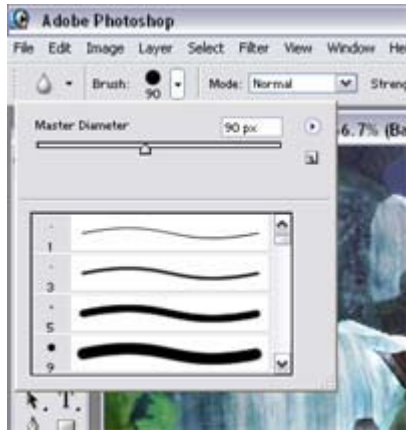 Adobe Photoshop
File Edit Image Layer Select Filter View Window He
Brush: 90 Mode: Normal Streng
Master Diameter 90 px
6.7% (Ba
1
3
5
9
T.